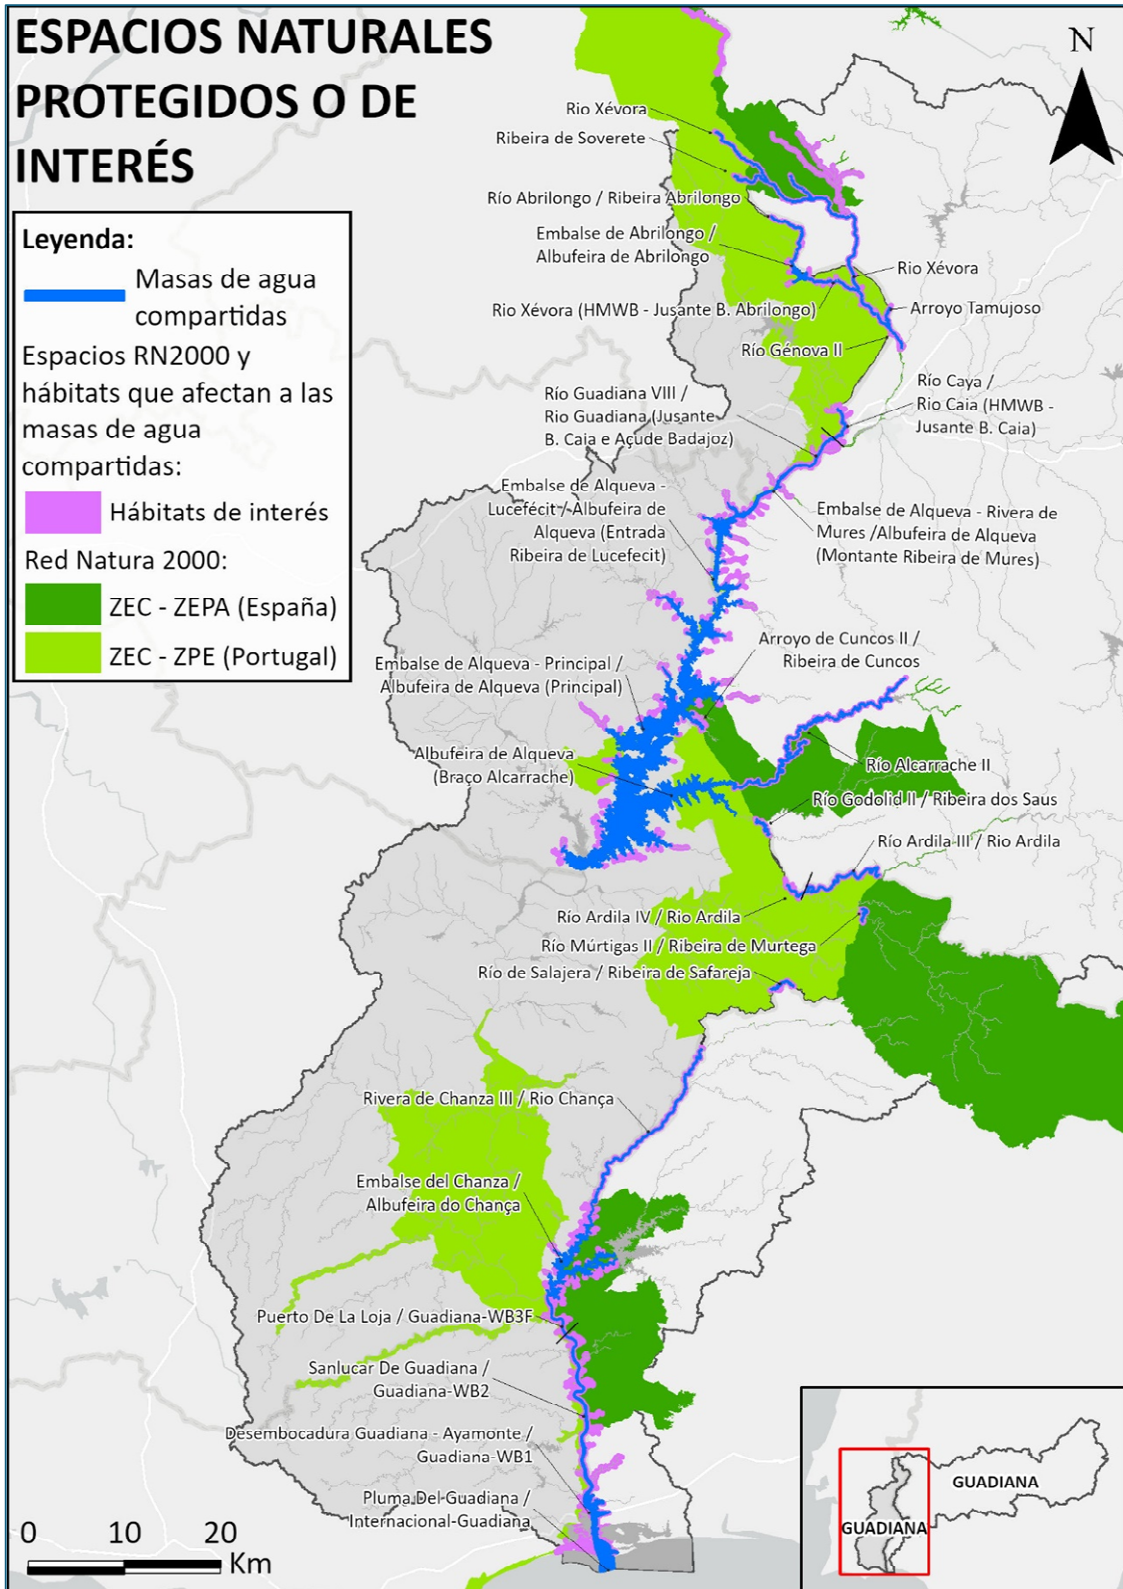 ESPACIOS NATURALES
PROTEGIDOS O DE
INTERÉS
N
Leyenda:
Masas de agua
compartidas
Espacios RN2000 y
hábitats que afectan a las
masas de agua
compartidas:
Hábitats de interés
Red Natura 2000:
ZEC - ZEPA (España)
ZEC - ZPE (Portugal)
Rio Xévora
Ribeira de Soverete
Río Abrilongo / Ribeira Abrilongo
Embalse de Abrilongo /
Albufeira de Abrilongo
Rio Xévora
Rio Xévora (HMWB - Jusante B. Abrilongo)
Arroyo Tamujoso
Río Génova II
Río Guadiana VIII /
Rio Guadiana (Jusante
B. Caia e Açude Badajoz)
Río Caya /
Rio Caia (HMWB -
Jusante B. Caia)
Embalse de Alqueva -
Lucefécit / Albufeira de
Alqueva (Entrada
Ribeira de Lucefecit)
Embalse de Alqueva - Rivera de
Mures /Albufeira de Alqueva
(Montante Ribeira de Mures)
Arroyo de Cuncos II /
Ribeira de Cuncos
Embalse de Alqueva - Principal /
Albufeira de Alqueva (Principal)
Albufeira de Alqueva
(Braço Alcarrache)
Río Alcarrache II
Río Godolid II / Ribeira dos Saus
Río Ardila III / Rio Ardila
Río Ardila IV / Rio Ardila
Río Múrtigas II / Ribeira de Murtega
Río de Salajera / Ribeira de Safareja
Rivera de Chanza III / Rio Chança
Embalse del Chanza /
Albufeira do Chança
Puerto De La Loja / Guadiana-WB3F
Sanlucar De Guadiana /
Guadiana-WB2
Desembocadura Guadiana - Ayamonte /
Guadiana-WB1
Pluma Del Guadiana /
Internacional-Guadiana
0 10 20
Km
GUADIANA
GUADIANA